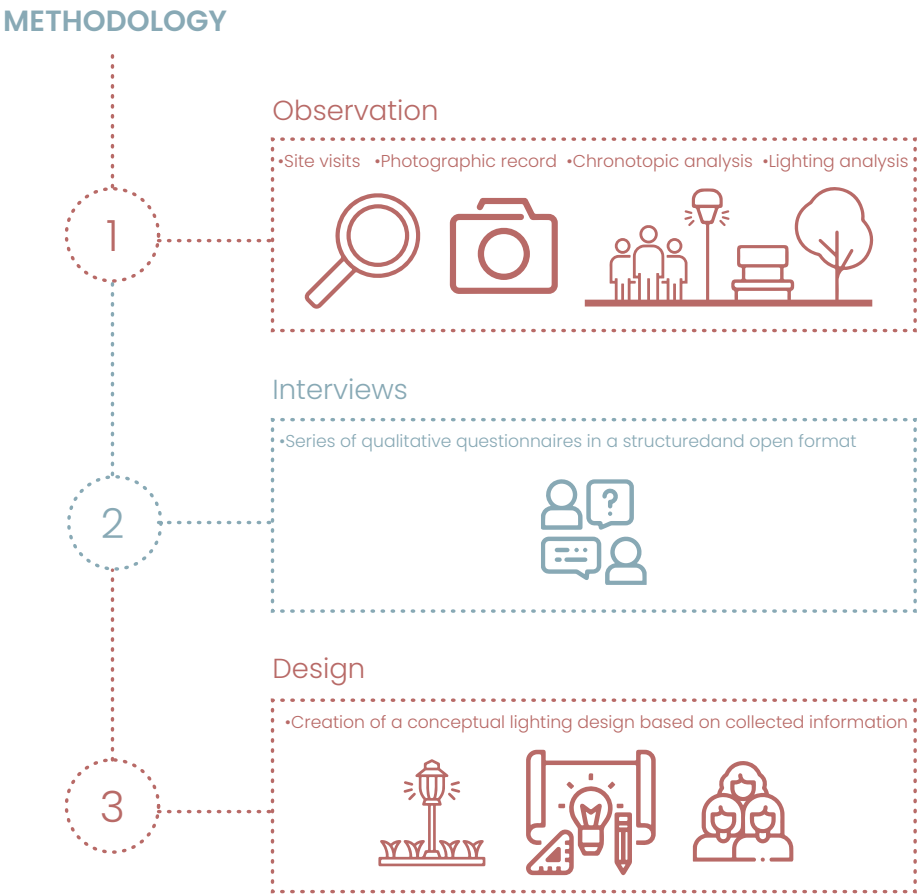 METHODOLOGY
1
Observation
•Site visits •Photographic record •Chronotopic analysis •Lighting analysis
2
Interviews
•Series of qualitative questionnaires in a structuredand open format
?
3
Design
•Creation of a conceptual lighting design based on collected information